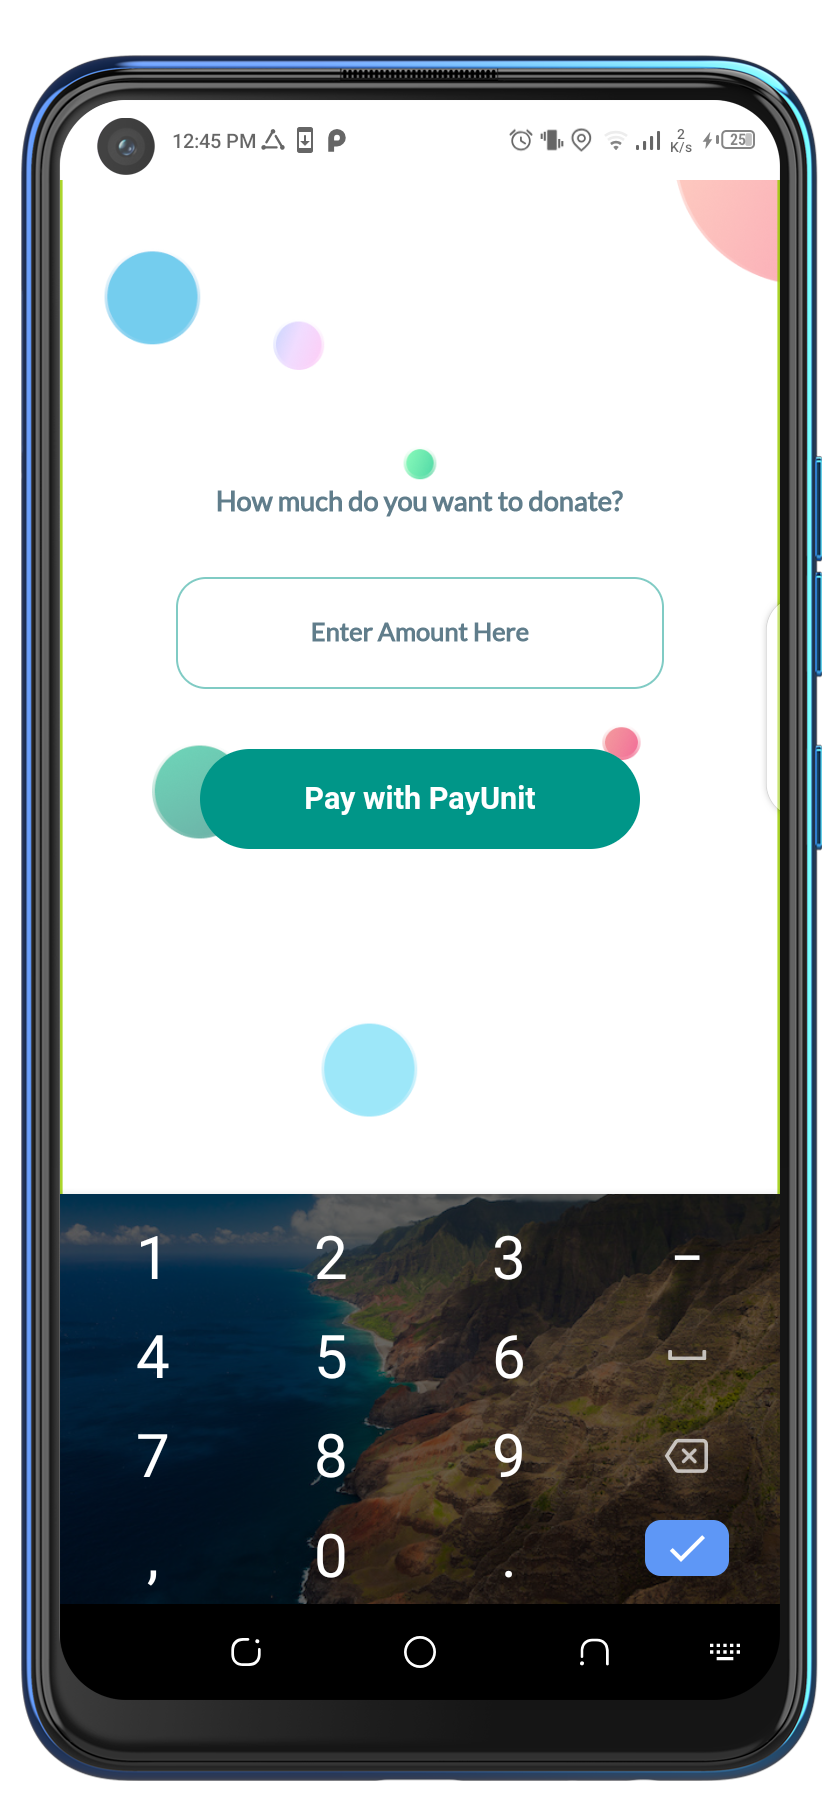 12:45 PM 2 K/s 25
How much do you want to donate?
Enter Amount Here
Pay with PayUnit
1 2 3 -
4 5 6
7 8 9
, 0 .